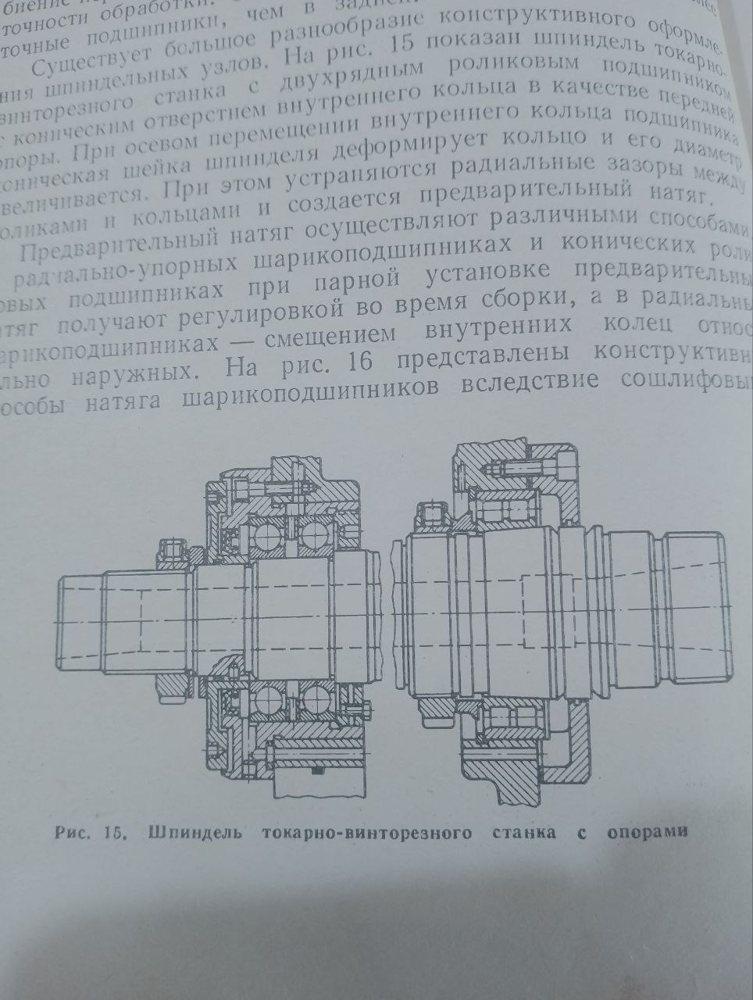 биение
точности обработки.
точные подшипники, чем в задней.
Существует большое разнообразие конструктивного оформле-
ния шпиндельных узлов. На рис. 15 показан шпиндель токарно-
винторезного станка с двухрядным роликовым подшипником
с коническим отверстием внутреннего кольца в качестве передней
опоры. При осевом перемещении внутреннего кольца подшипника
коническая шейка шпинделя деформирует кольцо и его диаметр
величивается. При этом устраняются радиальные зазоры между
оликами и кольцами и создается предварительный натяг.
Предварительный натяг осуществляют различными способами.
радиально-упорных шарикоподшипниках и конических роли
овых подшипниках при парной установке предварительны
тяг получают регулировкой во время сборки, а в радиальны
арикоподшипниках — смещением внутренних колец относ
льно наружных. На рис. 16 представлены конструктивн
особы натяга шарикоподшипников вследствие сошлифовы
Рис. 15. Шпиндель токарно-винторезного станка с опорами